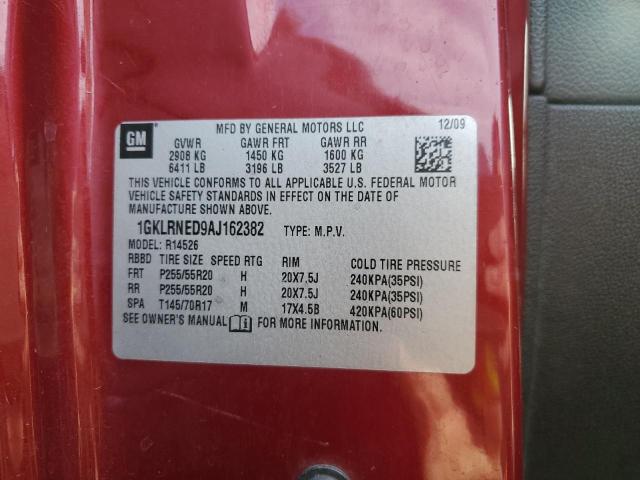 GM
MFD BY GENERAL MOTORS LLC 12/09
GVWR GAWR FRT GAWR RR
2908 KG 1450 KG 1600 KG
6411 LB 3196 LB 3527 LB
THIS VEHICLE CONFORMS TO ALL APPLICABLE U.S. FEDERAL MOTOR
VEHICLE SAFETY STANDARDS IN EFFECT ON THE DATE OF
MANUFACTURE SHOWN ABOVE.
1GKLRNED9AJ162382 TYPE: M.P.V.
MODEL: R14526
RBBD TIRE SIZE SPEED RTG RIM COLD TIRE PRESSURE
FRT P255/55R20 H 20X7.5J 240KPA(35PSI)
RR P255/55R20 H 20X7.5J 240KPA(35PSI)
SPA T145/70R17 M 17X4.5B 420KPA(60PSI)
SEE OWNER'S MANUAL FOR MORE INFORMATION.